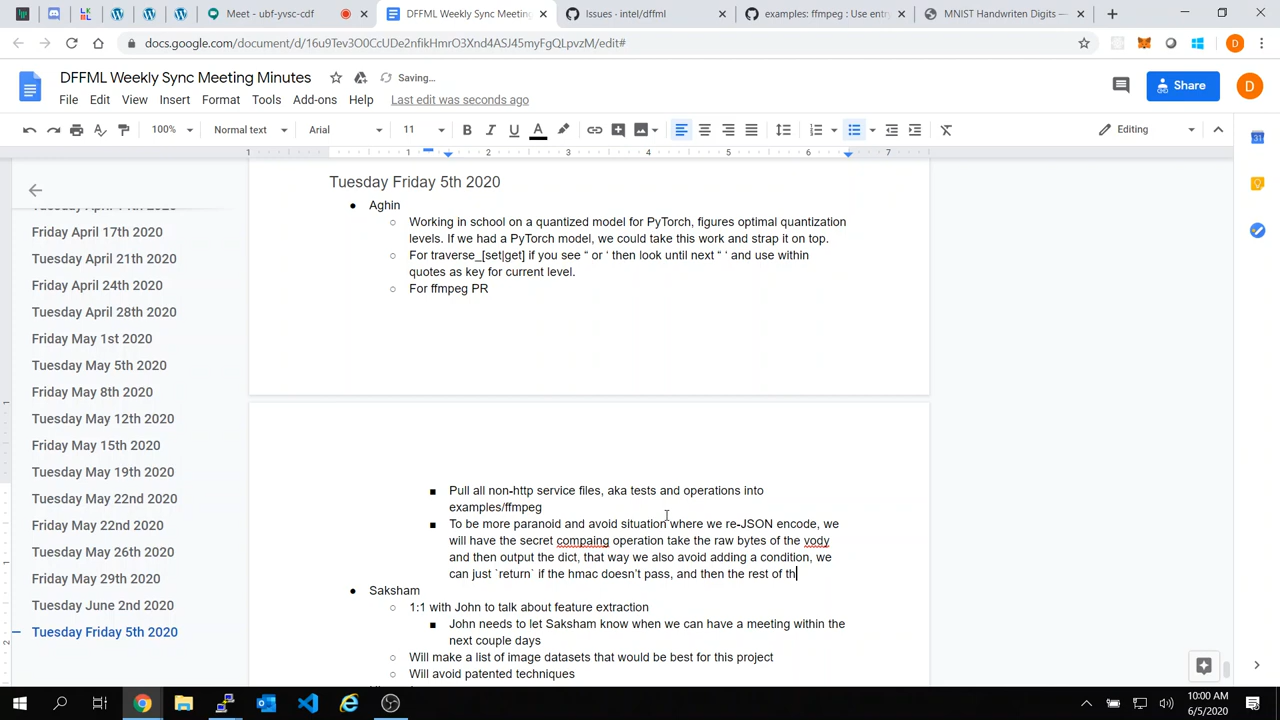 Meet - ubf-yvsc-cdf
DFFML Weekly Sync Meeting
Issues · intel/dffml
examples: ffmpeg : Use entry
MNIST Handwriten Digits —
docs.google.com/document/d/16u9Tev3O0CcUDe2nfikHmrO3Xnd4ASJ45myFgQLpvzM/edit#
DFFML Weekly Sync Meeting Minutes
Saving...
File Edit View Insert Format Tools Add-ons Help Last edit was seconds ago
Share
D
100% Normal text Arial 11 B I U A Editing
1 1 2 3 4 5 6 7
Friday April 17th 2020
Tuesday April 21th 2020
Friday April 24th 2020
Tuesday April 28th 2020
Friday May 1st 2020
Tuesday May 5th 2020
Friday May 8th 2020
Tuesday May 12th 2020
Friday May 15th 2020
Tuesday May 19th 2020
Tuesday May 22nd 2020
Friday May 22nd 2020
Tuesday May 26th 2020
Friday May 29th 2020
Tuesday June 2nd 2020
Tuesday Friday 5th 2020
Tuesday Friday 5th 2020
● Aghin
○ Working in school on a quantized model for PyTorch, figures optimal quantization
levels. If we had a PyTorch model, we could take this work and strap it on top.
○ For traverse_[set|get] if you see “ or ‘ then look until next “ ‘ and use within
quotes as key for current level.
○ For ffmpeg PR
■ Pull all non-http service files, aka tests and operations into
examples/ffmpeg
■ To be more paranoid and avoid situation where we re-JSON encode, we
will have the secret compaing operation take the raw bytes of the vody
and then output the dict, that way we also avoid adding a condition, we
can just `return` if the hmac doesn’t pass, and then the rest of th
● Saksham
○ 1:1 with John to talk about feature extraction
■ John needs to let Saksham know when we can have a meeting within the
next couple days
○ Will make a list of image datasets that would be best for this project
○ Will avoid patented techniques
10:00 AM
6/5/2020